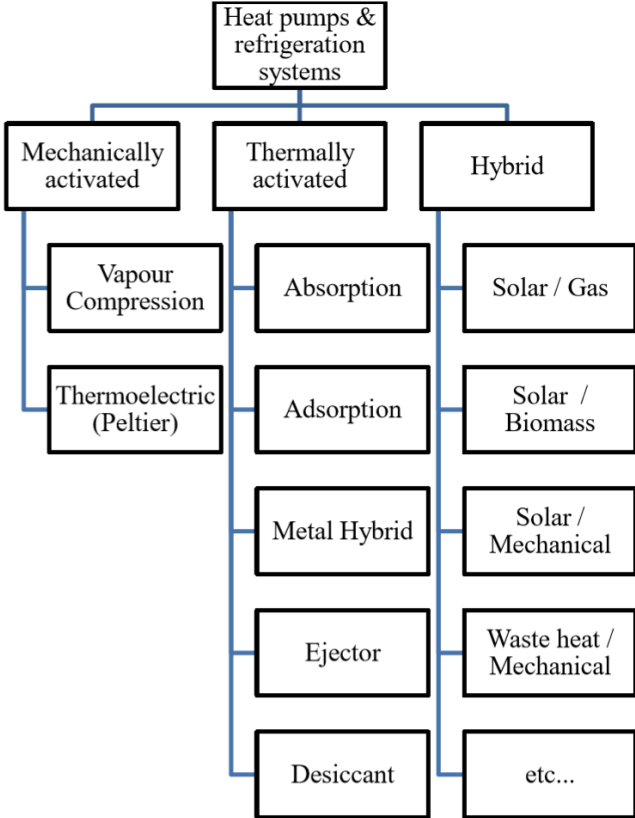 Heat pumps &
refrigeration
systems
Mechanically
activated
Thermally
activated
Hybrid
Vapour
Compression
Thermoelectric
(Peltier)
Absorption
Adsorption
Metal Hybrid
Ejector
Desiccant
Solar / Gas
Solar /
Biomass
Solar /
Mechanical
Waste heat /
Mechanical
etc...